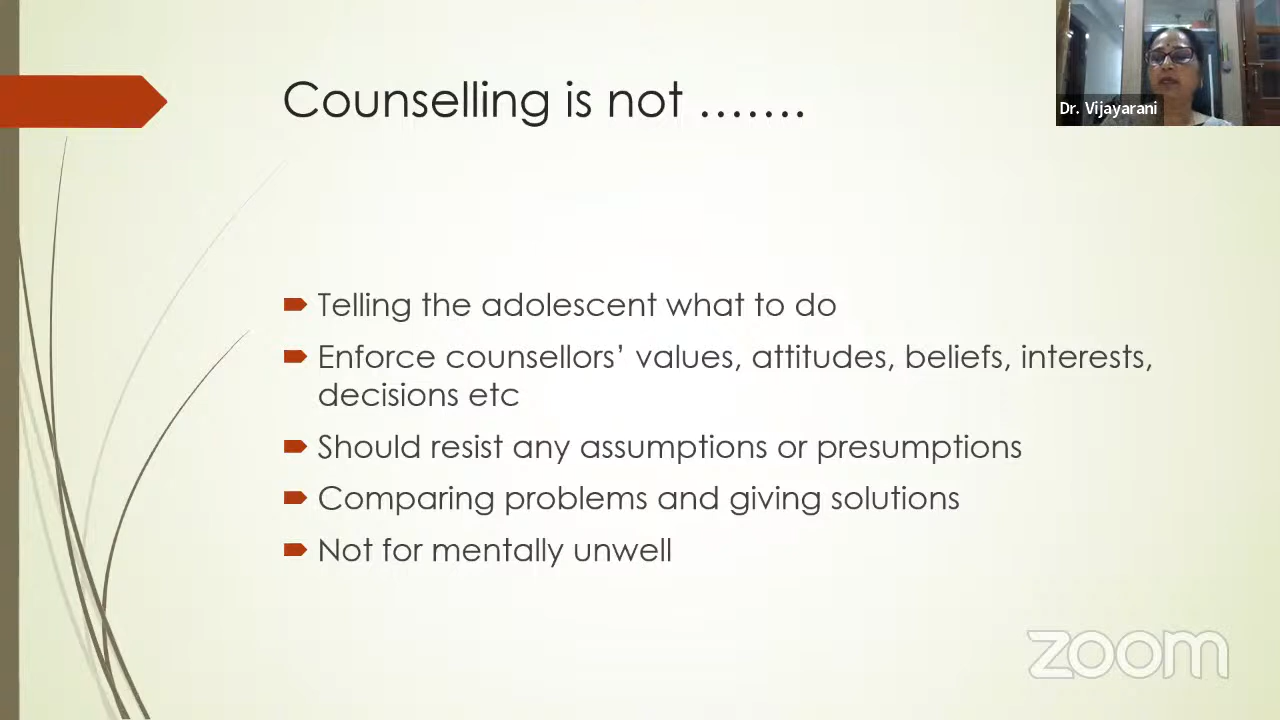 Counselling is not .......
Dr. Vijayarani
Telling the adolescent what to do
Enforce counsellors’ values, attitudes, beliefs, interests,
decisions etc
Should resist any assumptions or presumptions
Comparing problems and giving solutions
Not for mentally unwell
zoom